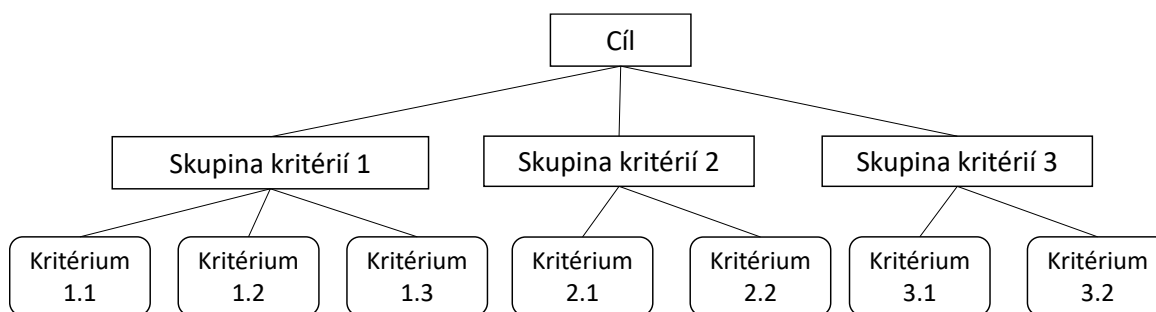 Cíl
Skupina kritérií 1
Skupina kritérií 2
Skupina kritérií 3
Kritérium
1.1
Kritérium
1.2
Kritérium
1.3
Kritérium
2.1
Kritérium
2.2
Kritérium
3.1
Kritérium
3.2